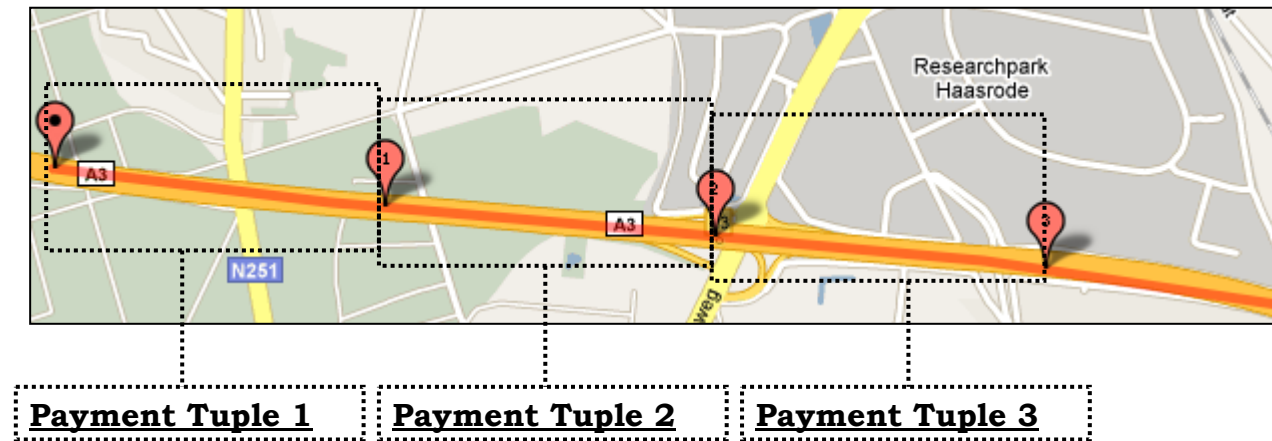 Researchpark
Haasrode
1
2
3
A3
A3
3
N251
weg
Payment Tuple 1
Payment Tuple 2
Payment Tuple 3